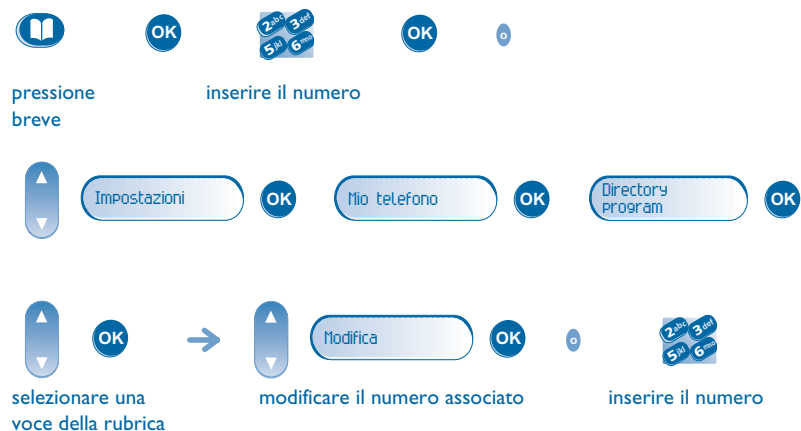 OK 2abc 3def 5jkl 6mno OK o
pressione
breve
inserire il numero
Impostazioni OK Mio telefono OK Directory
program OK
OK Modifica OK o 2abc 3def 5jkl 6mno
selezionare una
voce della rubrica
modificare il numero associato
inserire il numero